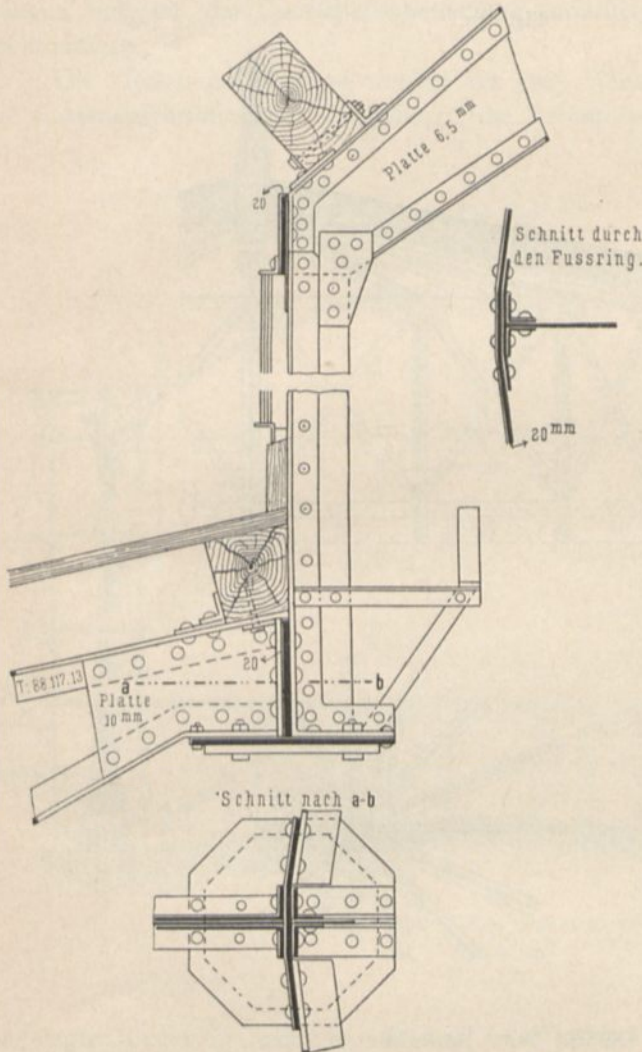 Platte 6,5 mm
20
Schnitt durch
den Fussring.
20 mm
20
T: 88 117.13
a
b
Platte
10 mm
Schnitt nach a-b